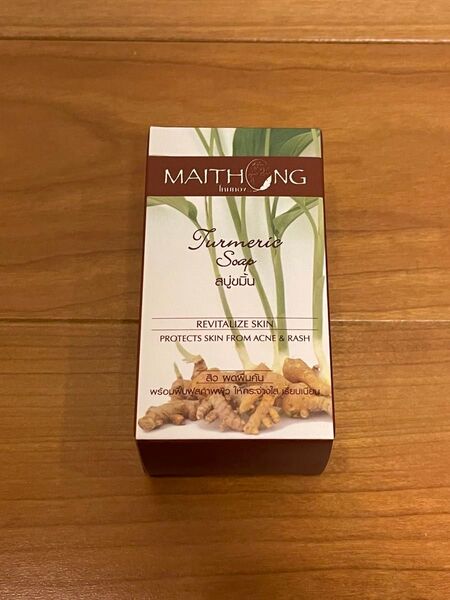 MAITHONG
ไหมทอง
Turmeric
Soap
สบู่ขมิ้น
REVITALIZE SKIN
PROTECTS SKIN FROM ACNE & RASH
สิว ผดผื่นคัน
พร้อมฟื้นฟูสภาพผิว ให้กระจ่างใส เรียบเนียน